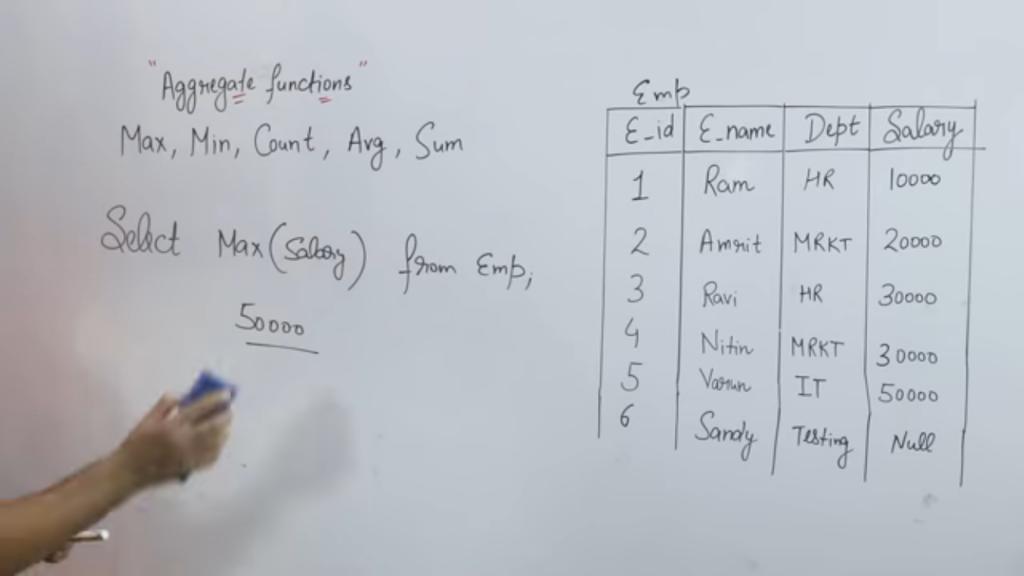 "Aggregate functions"
Max, Min, Count, Avg, Sum
Select Max(Salary) from Emp;
50000
Emp
E_id E_name Dept Salary
1 Ram HR 10000
2 Amrit MRKT 20000
3 Ravi HR 30000
4 Nitin MRKT 30000
5 Varun IT 50000
6 Sandy Testing Null